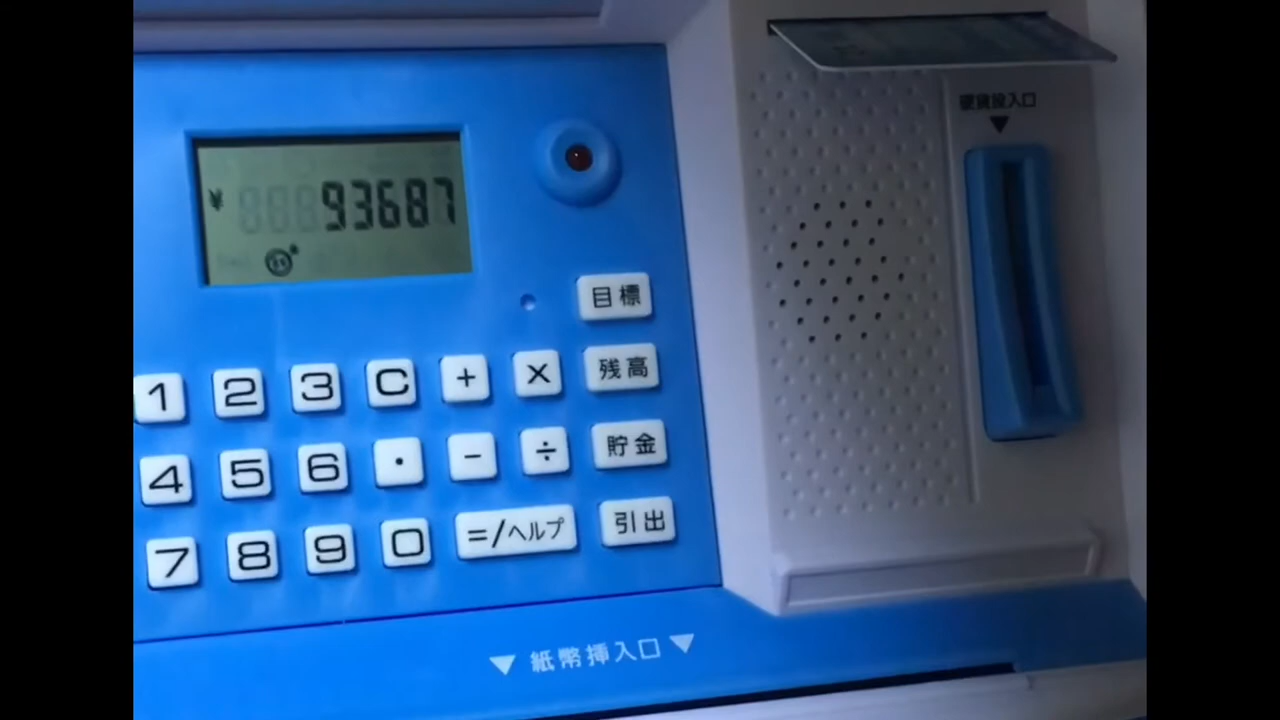 硬貨投入口
▼
¥ 93687
目標
1 2 3 C + × 残高
4 5 6 · − ÷ 貯金
7 8 9 0 =/ヘルプ 引出
▼ 紙幣挿入口 ▼